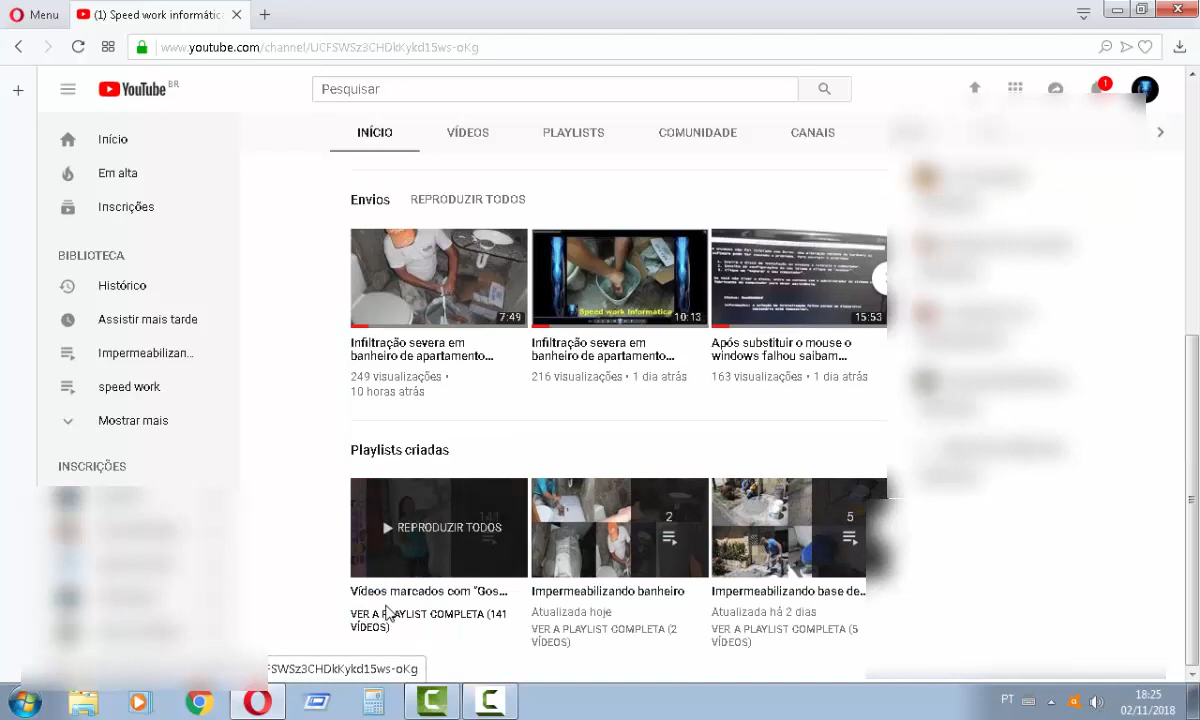 Menu
(1) Speed work informátic
www.youtube.com/channel/UCFSWSz3CHDkKykd15ws-oKg
YouTube BR
Pesquisar
1
INÍCIO
VÍDEOS
PLAYLISTS
COMUNIDADE
CANAIS
Início
Em alta
Inscrições
BIBLIOTECA
Histórico
Assistir mais tarde
Impermeabilizan...
speed work
Mostrar mais
INSCRIÇÕES
Envios
REPRODUZIR TODOS
7:49
Speed work Informática
10:13
15:53
Infiltração severa em
banheiro de apartamento...
249 visualizações •
10 horas atrás
Infiltração severa em
banheiro de apartamento...
216 visualizações • 1 dia atrás
Após substituir o mouse o
windows falhou saibam...
163 visualizações • 1 dia atrás
Playlists criadas
141
REPRODUZIR TODOS
2
5
Vídeos marcados com "Gos...
VER A PLAYLIST COMPLETA (141
VÍDEOS)
Impermeabilizando banheiro
Atualizada hoje
VER A PLAYLIST COMPLETA (2
VÍDEOS)
Impermeabilizando base de..
Atualizada há 2 dias
VER A PLAYLIST COMPLETA (5
VÍDEOS)
FSWSz3CHDkKykd15ws-oKg
PT
18:25
02/11/2018